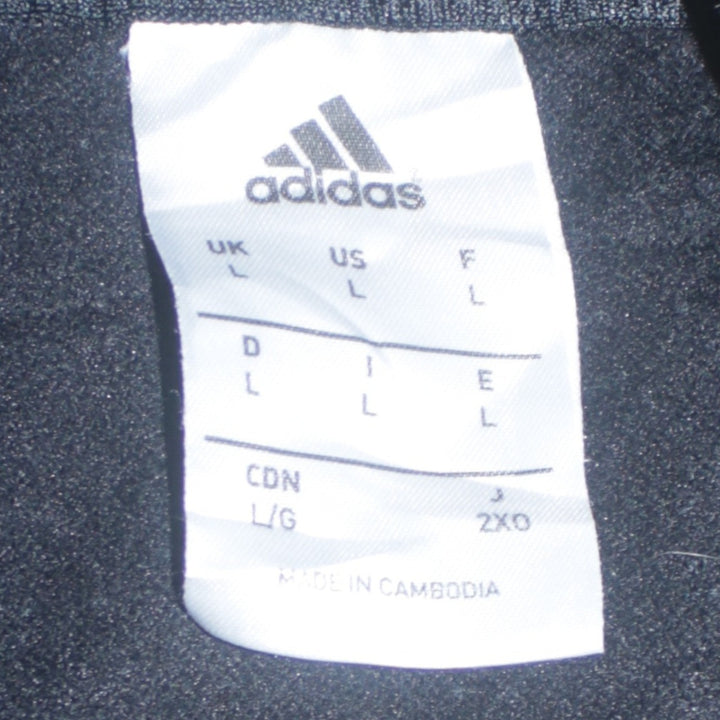 adidas
UK US F
L L L
D I E
L L L
CDN J
L/G 2XO
MADE IN CAMBODIA